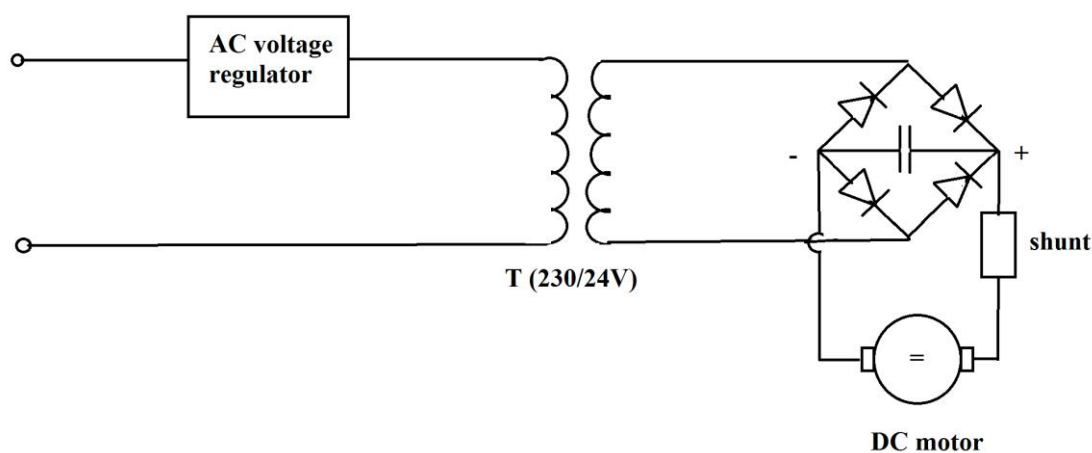 AC voltage
regulator
- +
shunt
T (230/24V)
=
DC motor